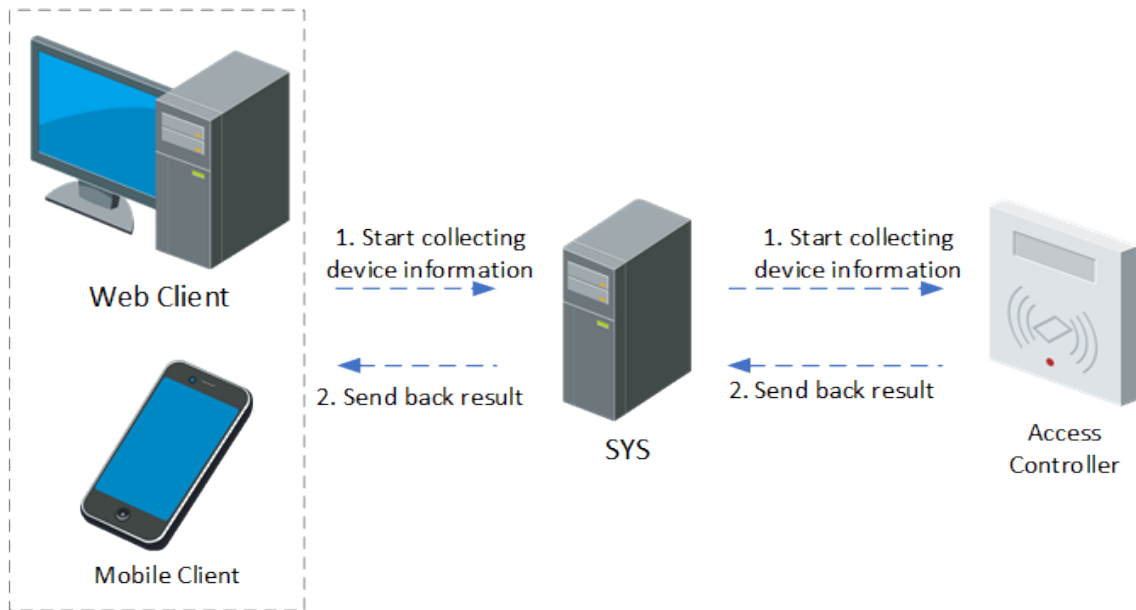 1. Start collecting
device information
1. Start collecting
device information
Web Client
2. Send back result
2. Send back result
SYS
Access
Controller
Mobile Client